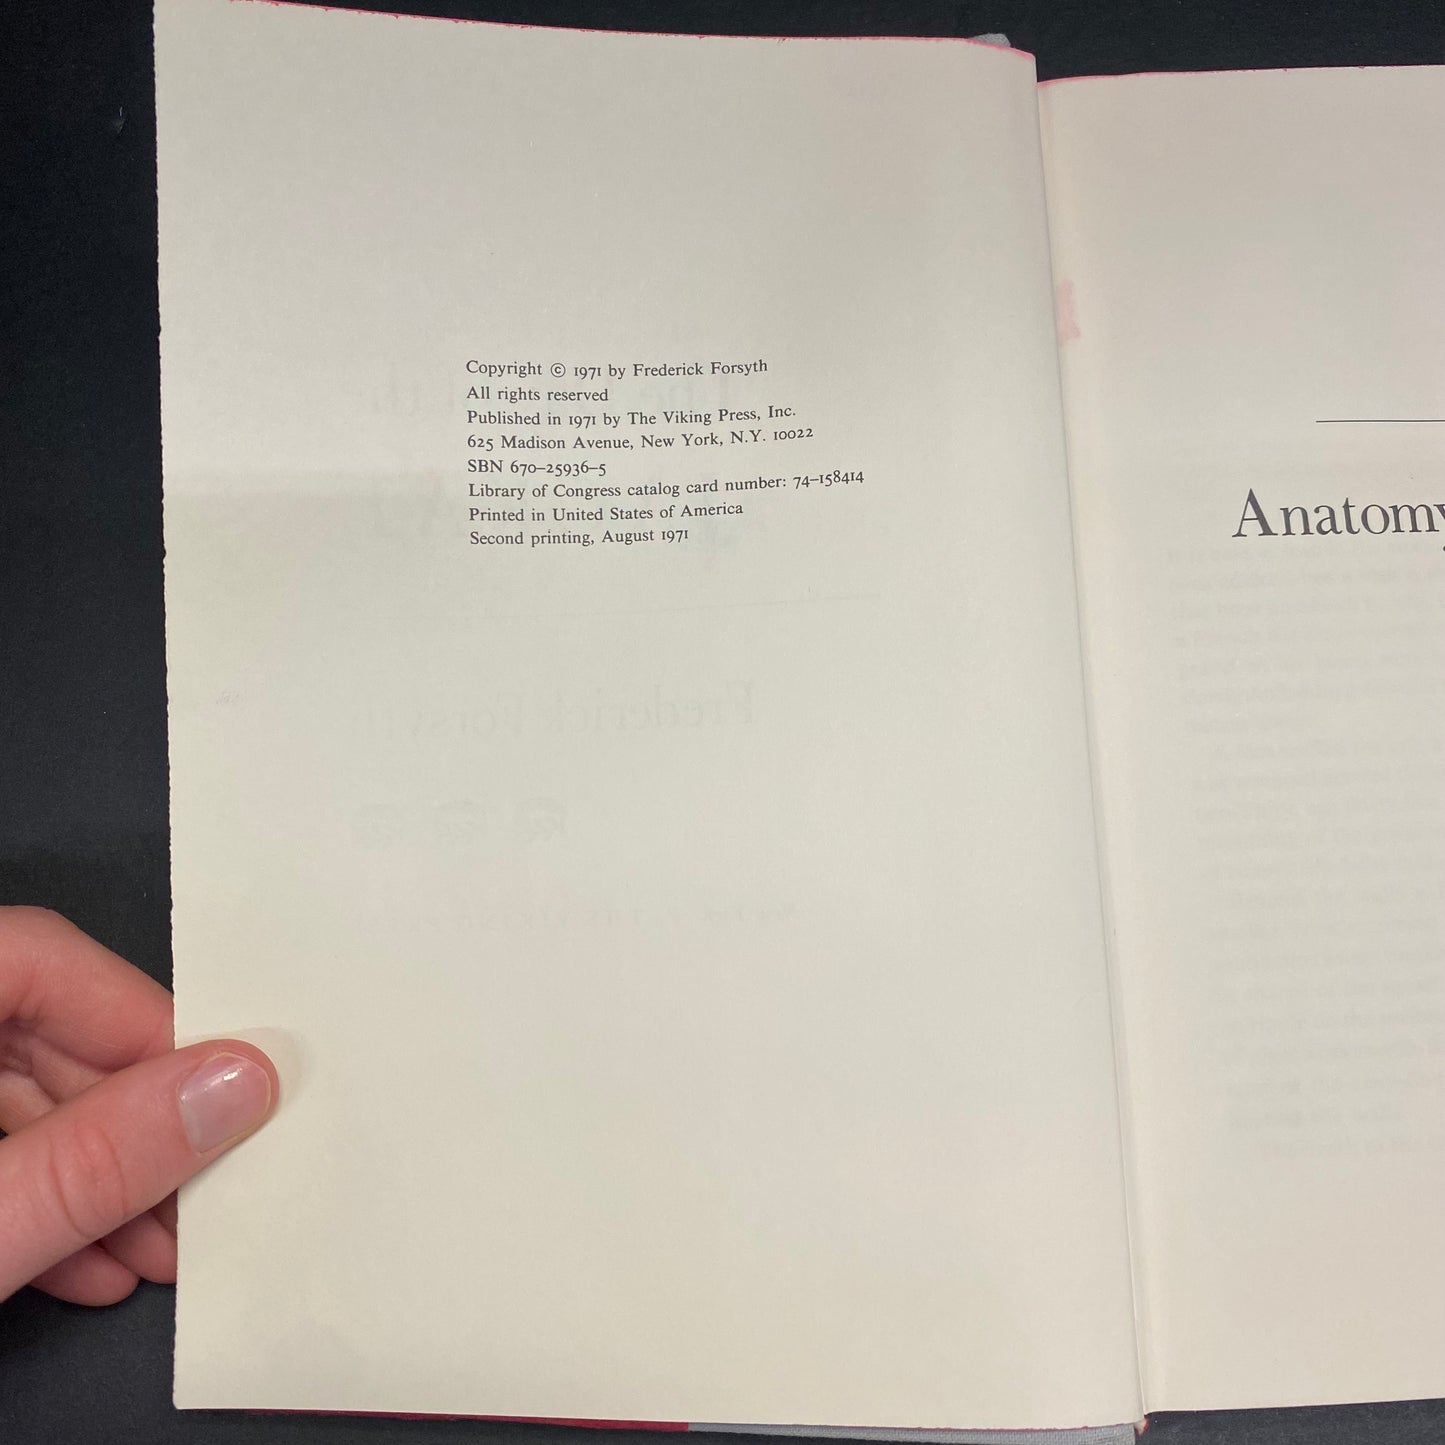 Copyright © 1971 by Frederick Forsyth
All rights reserved
Published in 1971 by The Viking Press, Inc.
625 Madison Avenue, New York, N.Y. 10022
SBN 670–25936–5
Library of Congress catalog card number: 74–158414
Printed in United States of America
Second printing, August 1971
Frederick Forsyth
Anatomy